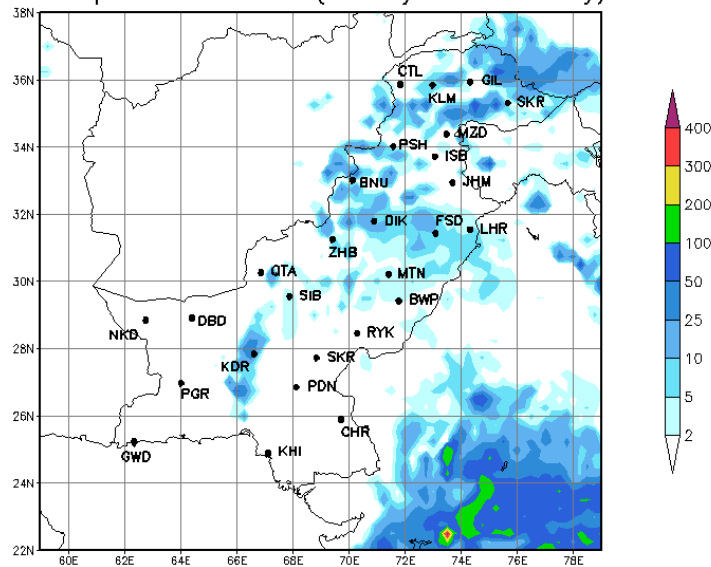 38N
36N
34N
32N
30N
28N
26N
24N
22N
60E 62E 64E 66E 68E 70E 72E 74E 76E 78E
CTL
GIL
KLM
SKR
MZD
PSH
ISB
BNU
JHM
DIK
FSD
LHR
ZHB
QTA
MTN
SIB
BWP
NKD
DBD
RYK
KDR
SKR
PGR
PDN
CHR
GWD
KHI
400
300
200
100
50
25
10
5
2